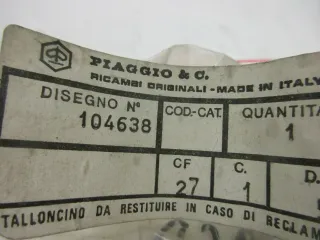 PIAGGIO & C.
RICAMBI ORIGINALI - MADE IN ITALY
DISEGNO N° COD.-CAT. QUANTITA
104638 1
CF C. D.
27 1
TALLONCINO DA RESTITUIRE IN CASO DI RECLAM